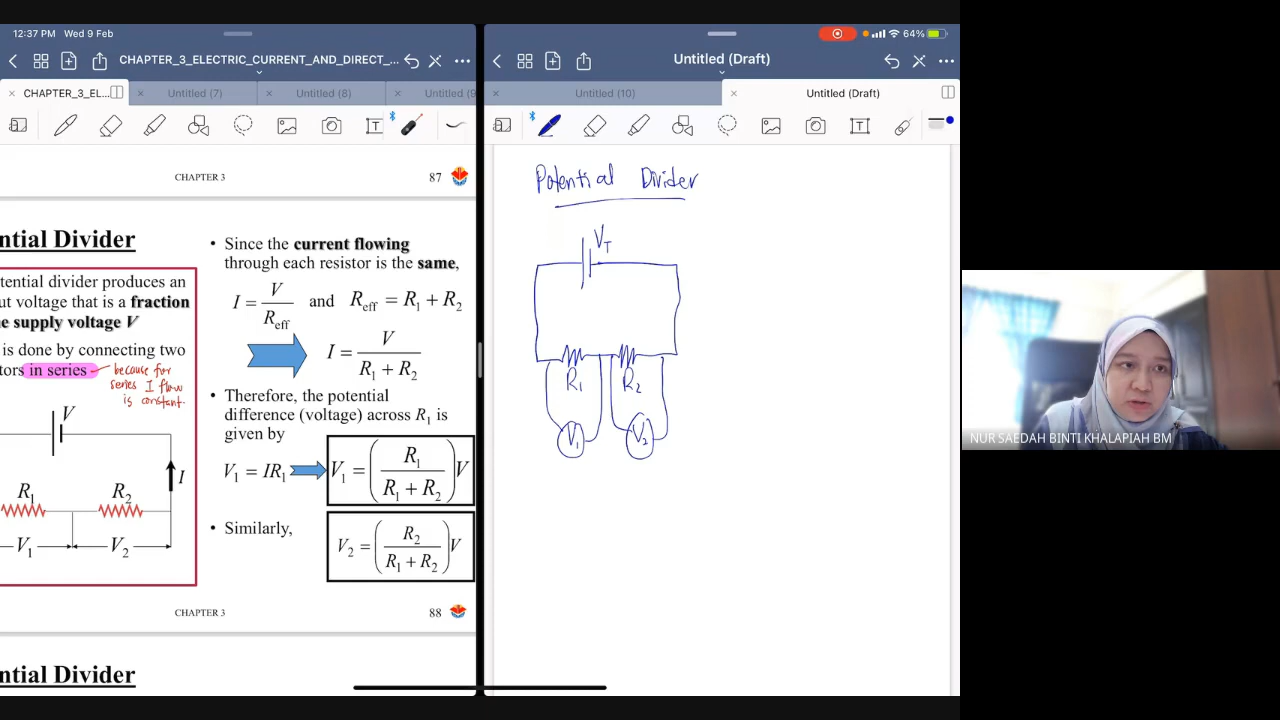 12:37 PM Wed 9 Feb
64%
CHAPTER_3_ELECTRIC_CURRENT_AND_DIRECT_...
Untitled (Draft)
CHAPTER_3_EL...
Untitled (7)
Untitled (8)
Untitled (9
Untitled (10)
Untitled (Draft)
CHAPTER 3
87
ntial Divider
otential divider produces an
ut voltage that is a fraction
e supply voltage V
is done by connecting two
tors in series
because for
series I flow
is constant.
V
I
R₁
R₂
V₁
V₂
• Since the current flowing
through each resistor is the same,
I = V / R_eff and R_eff = R₁ + R₂
I = V / (R₁ + R₂)
• Therefore, the potential
difference (voltage) across R₁ is
given by
V₁ = IR₁
V₁ = (R₁ / (R₁ + R₂)) V
• Similarly,
V₂ = (R₂ / (R₁ + R₂)) V
CHAPTER 3
88
ntial Divider
Potential Divider
V_T
R₁
R₂
V₁
V₂
NUR SAEDAH BINTI KHALAPIAH BM